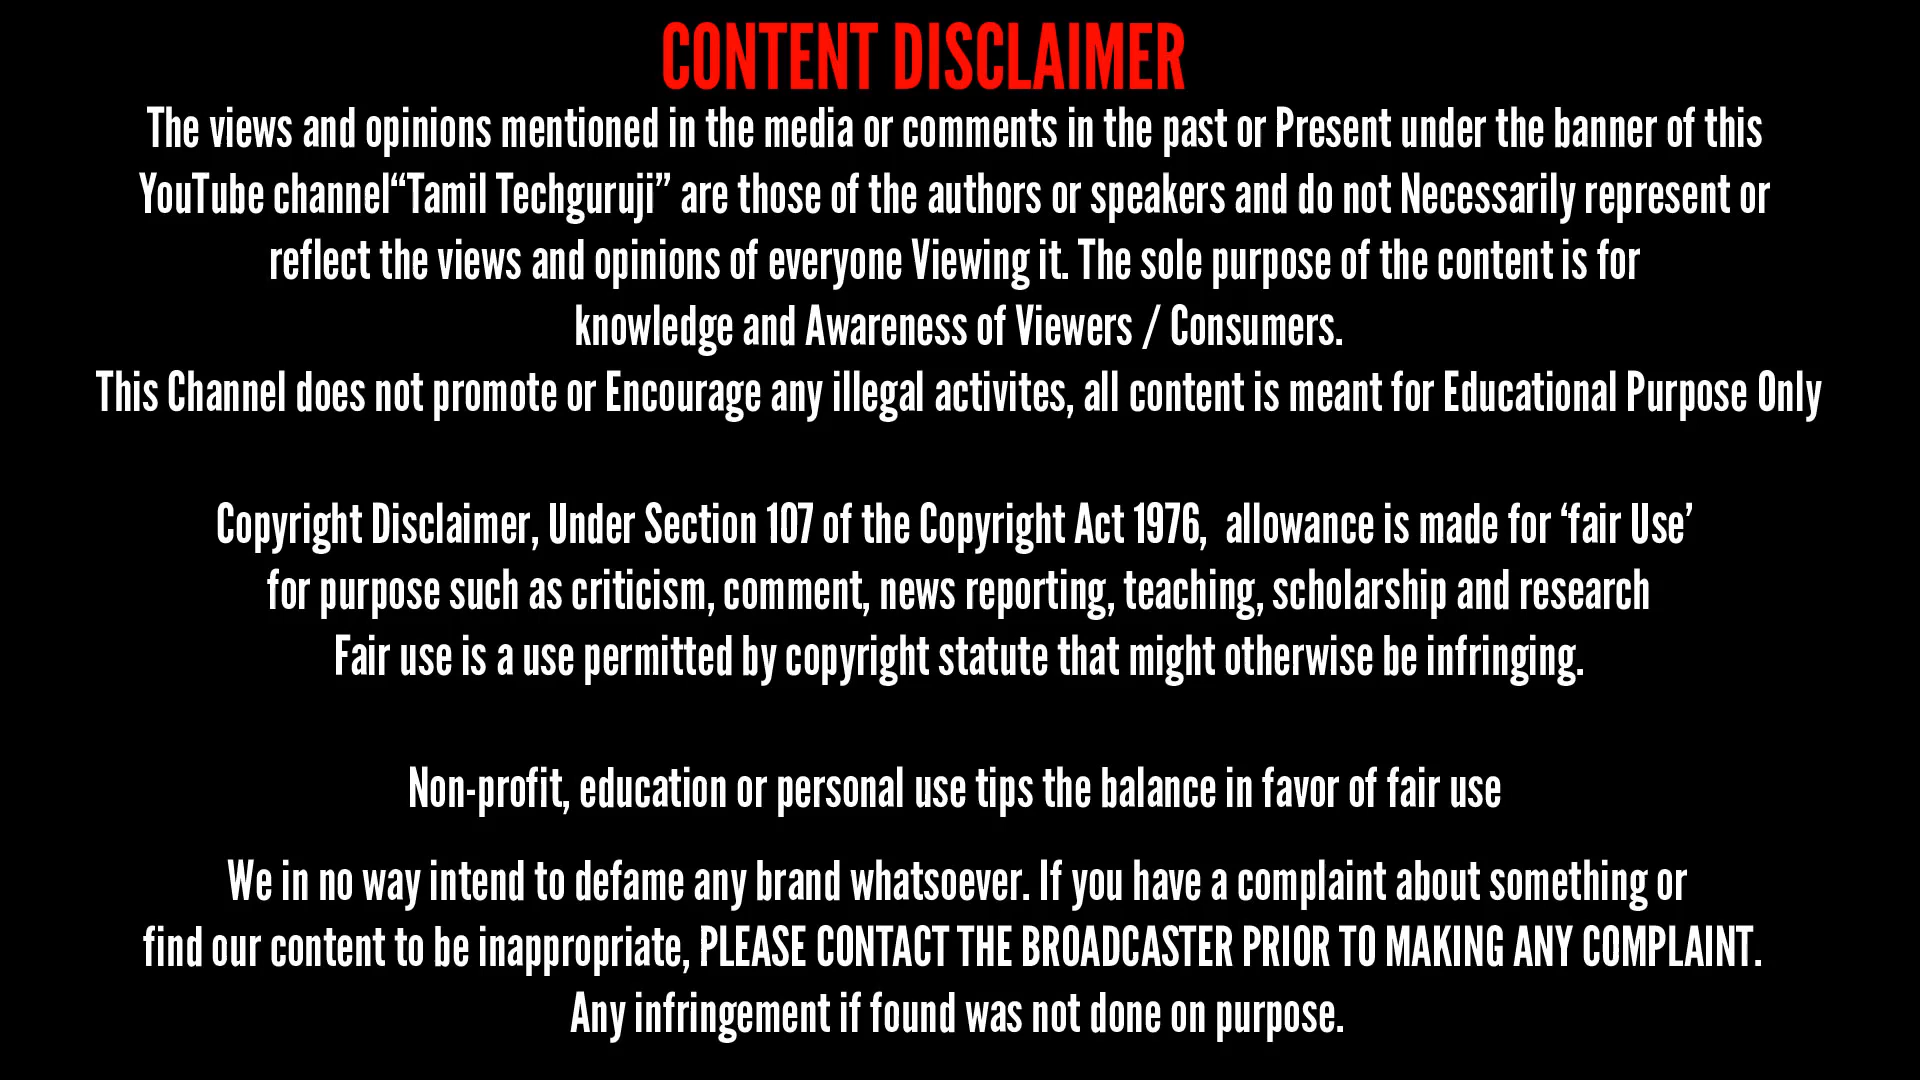 CONTENT DISCLAIMER
The views and opinions mentioned in the media or comments in the past or Present under the banner of this
YouTube channel“Tamil Techguruji” are those of the authors or speakers and do not Necessarily represent or
reflect the views and opinions of everyone Viewing it. The sole purpose of the content is for
knowledge and Awareness of Viewers / Consumers.
This Channel does not promote or Encourage any illegal activites, all content is meant for Educational Purpose Only
Copyright Disclaimer, Under Section 107 of the Copyright Act 1976, allowance is made for ‘fair Use’
for purpose such as criticism, comment, news reporting, teaching, scholarship and research
Fair use is a use permitted by copyright statute that might otherwise be infringing.
Non-profit, education or personal use tips the balance in favor of fair use
We in no way intend to defame any brand whatsoever. If you have a complaint about something or
find our content to be inappropriate, PLEASE CONTACT THE BROADCASTER PRIOR TO MAKING ANY COMPLAINT.
Any infringement if found was not done on purpose.